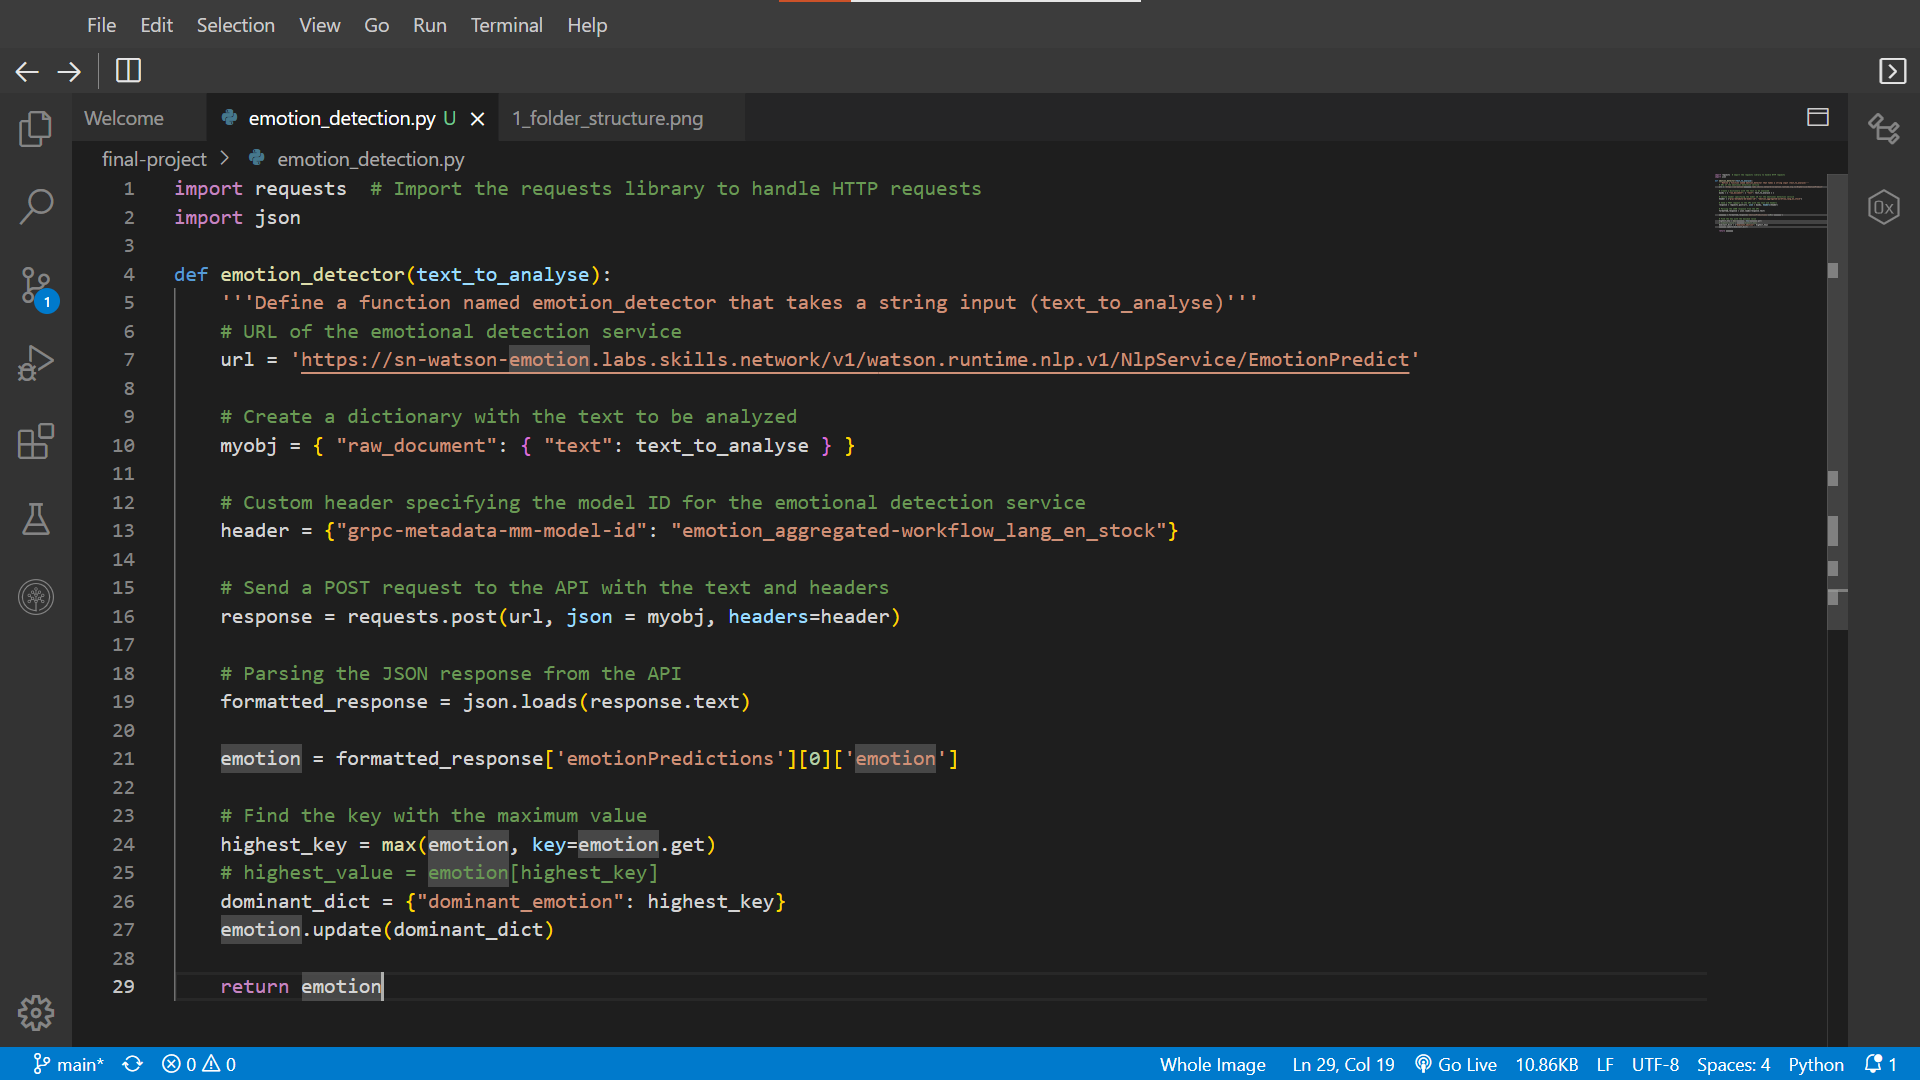 File Edit Selection View Go Run Terminal Help
Welcome emotion_detection.py U 1_folder_structure.png
final-project emotion_detection.py
1 import requests  # Import the requests library to handle HTTP requests
2 import json
3
4 def emotion_detector(text_to_analyse):
5     '''Define a function named emotion_detector that takes a string input (text_to_analyse)'''
6     # URL of the emotional detection service
7     url = 'https://sn-watson-emotion.labs.skills.network/v1/watson.runtime.nlp.v1/NlpService/EmotionPredict'
8
9     # Create a dictionary with the text to be analyzed
10     myobj = { "raw_document": { "text": text_to_analyse } }
11
12     # Custom header specifying the model ID for the emotional detection service
13     header = {"grpc-metadata-mm-model-id": "emotion_aggregated-workflow_lang_en_stock"}
14
15     # Send a POST request to the API with the text and headers
16     response = requests.post(url, json = myobj, headers=header)
17
18     # Parsing the JSON response from the API
19     formatted_response = json.loads(response.text)
20
21     emotion = formatted_response['emotionPredictions'][0]['emotion']
22
23     # Find the key with the maximum value
24     highest_key = max(emotion, key=emotion.get)
25     # highest_value = emotion[highest_key]
26     dominant_dict = {"dominant_emotion": highest_key}
27     emotion.update(dominant_dict)
28
29     return emotion
1
0x
main* 0 0 Whole Image Ln 29, Col 19 Go Live 10.86KB LF UTF-8 Spaces: 4 Python 1